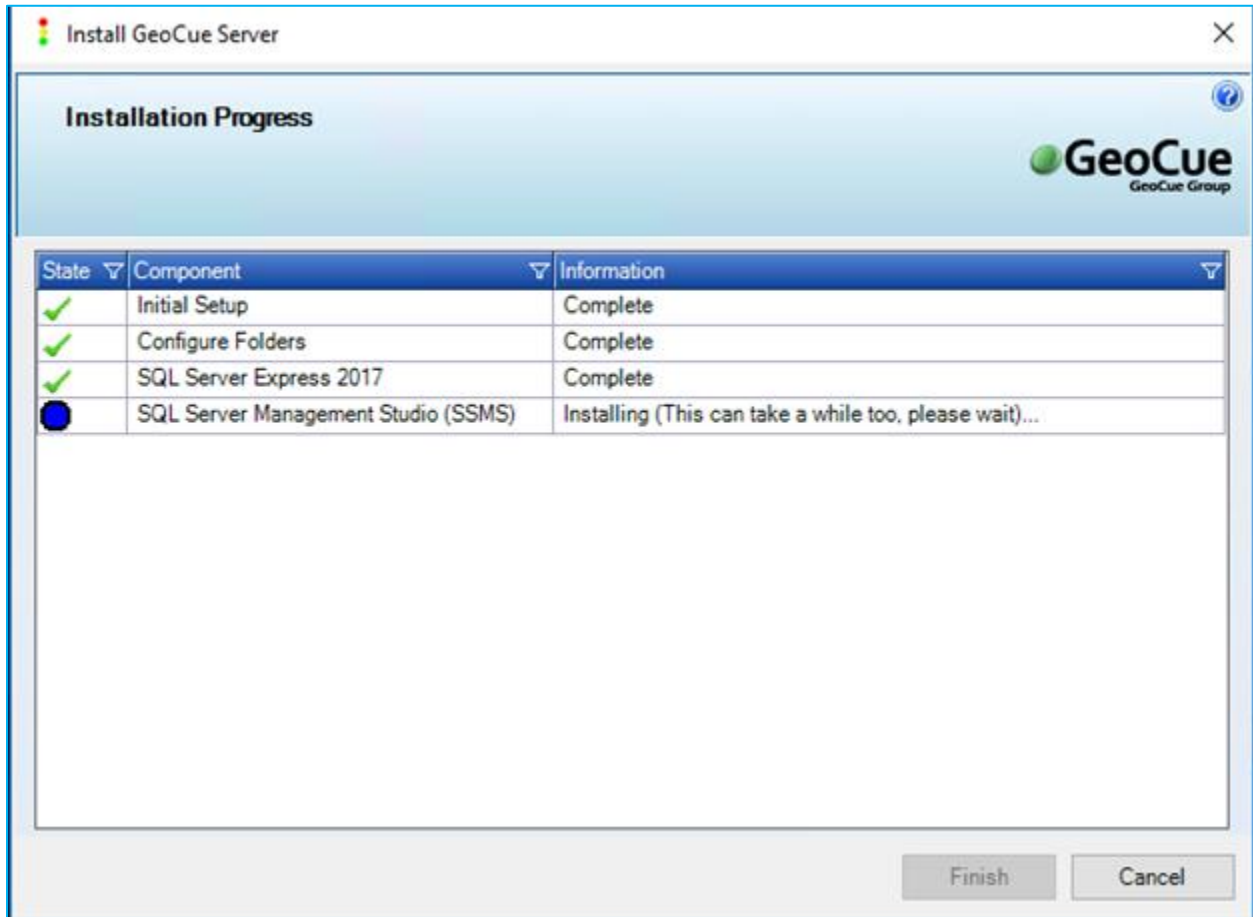 Install GeoCue Server
Installation Progress
GeoCue
GeoCue Group
State Component Information
Initial Setup Complete
Configure Folders Complete
SQL Server Express 2017 Complete
SQL Server Management Studio (SSMS) Installing (This can take a while too, please wait)...
Finish Cancel